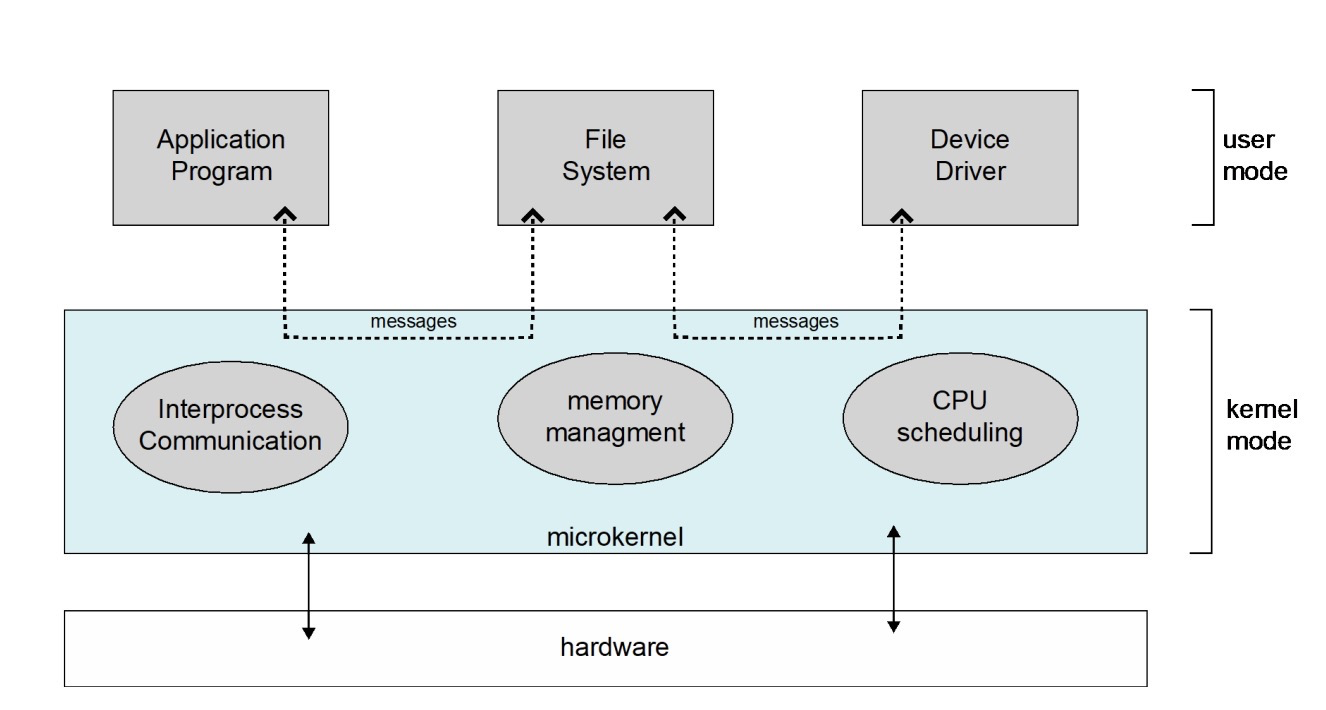 Application
Program
File
System
Device
Driver
user
mode
messages
messages
Interprocess
Communication
memory
managment
CPU
scheduling
kernel
mode
microkernel
hardware